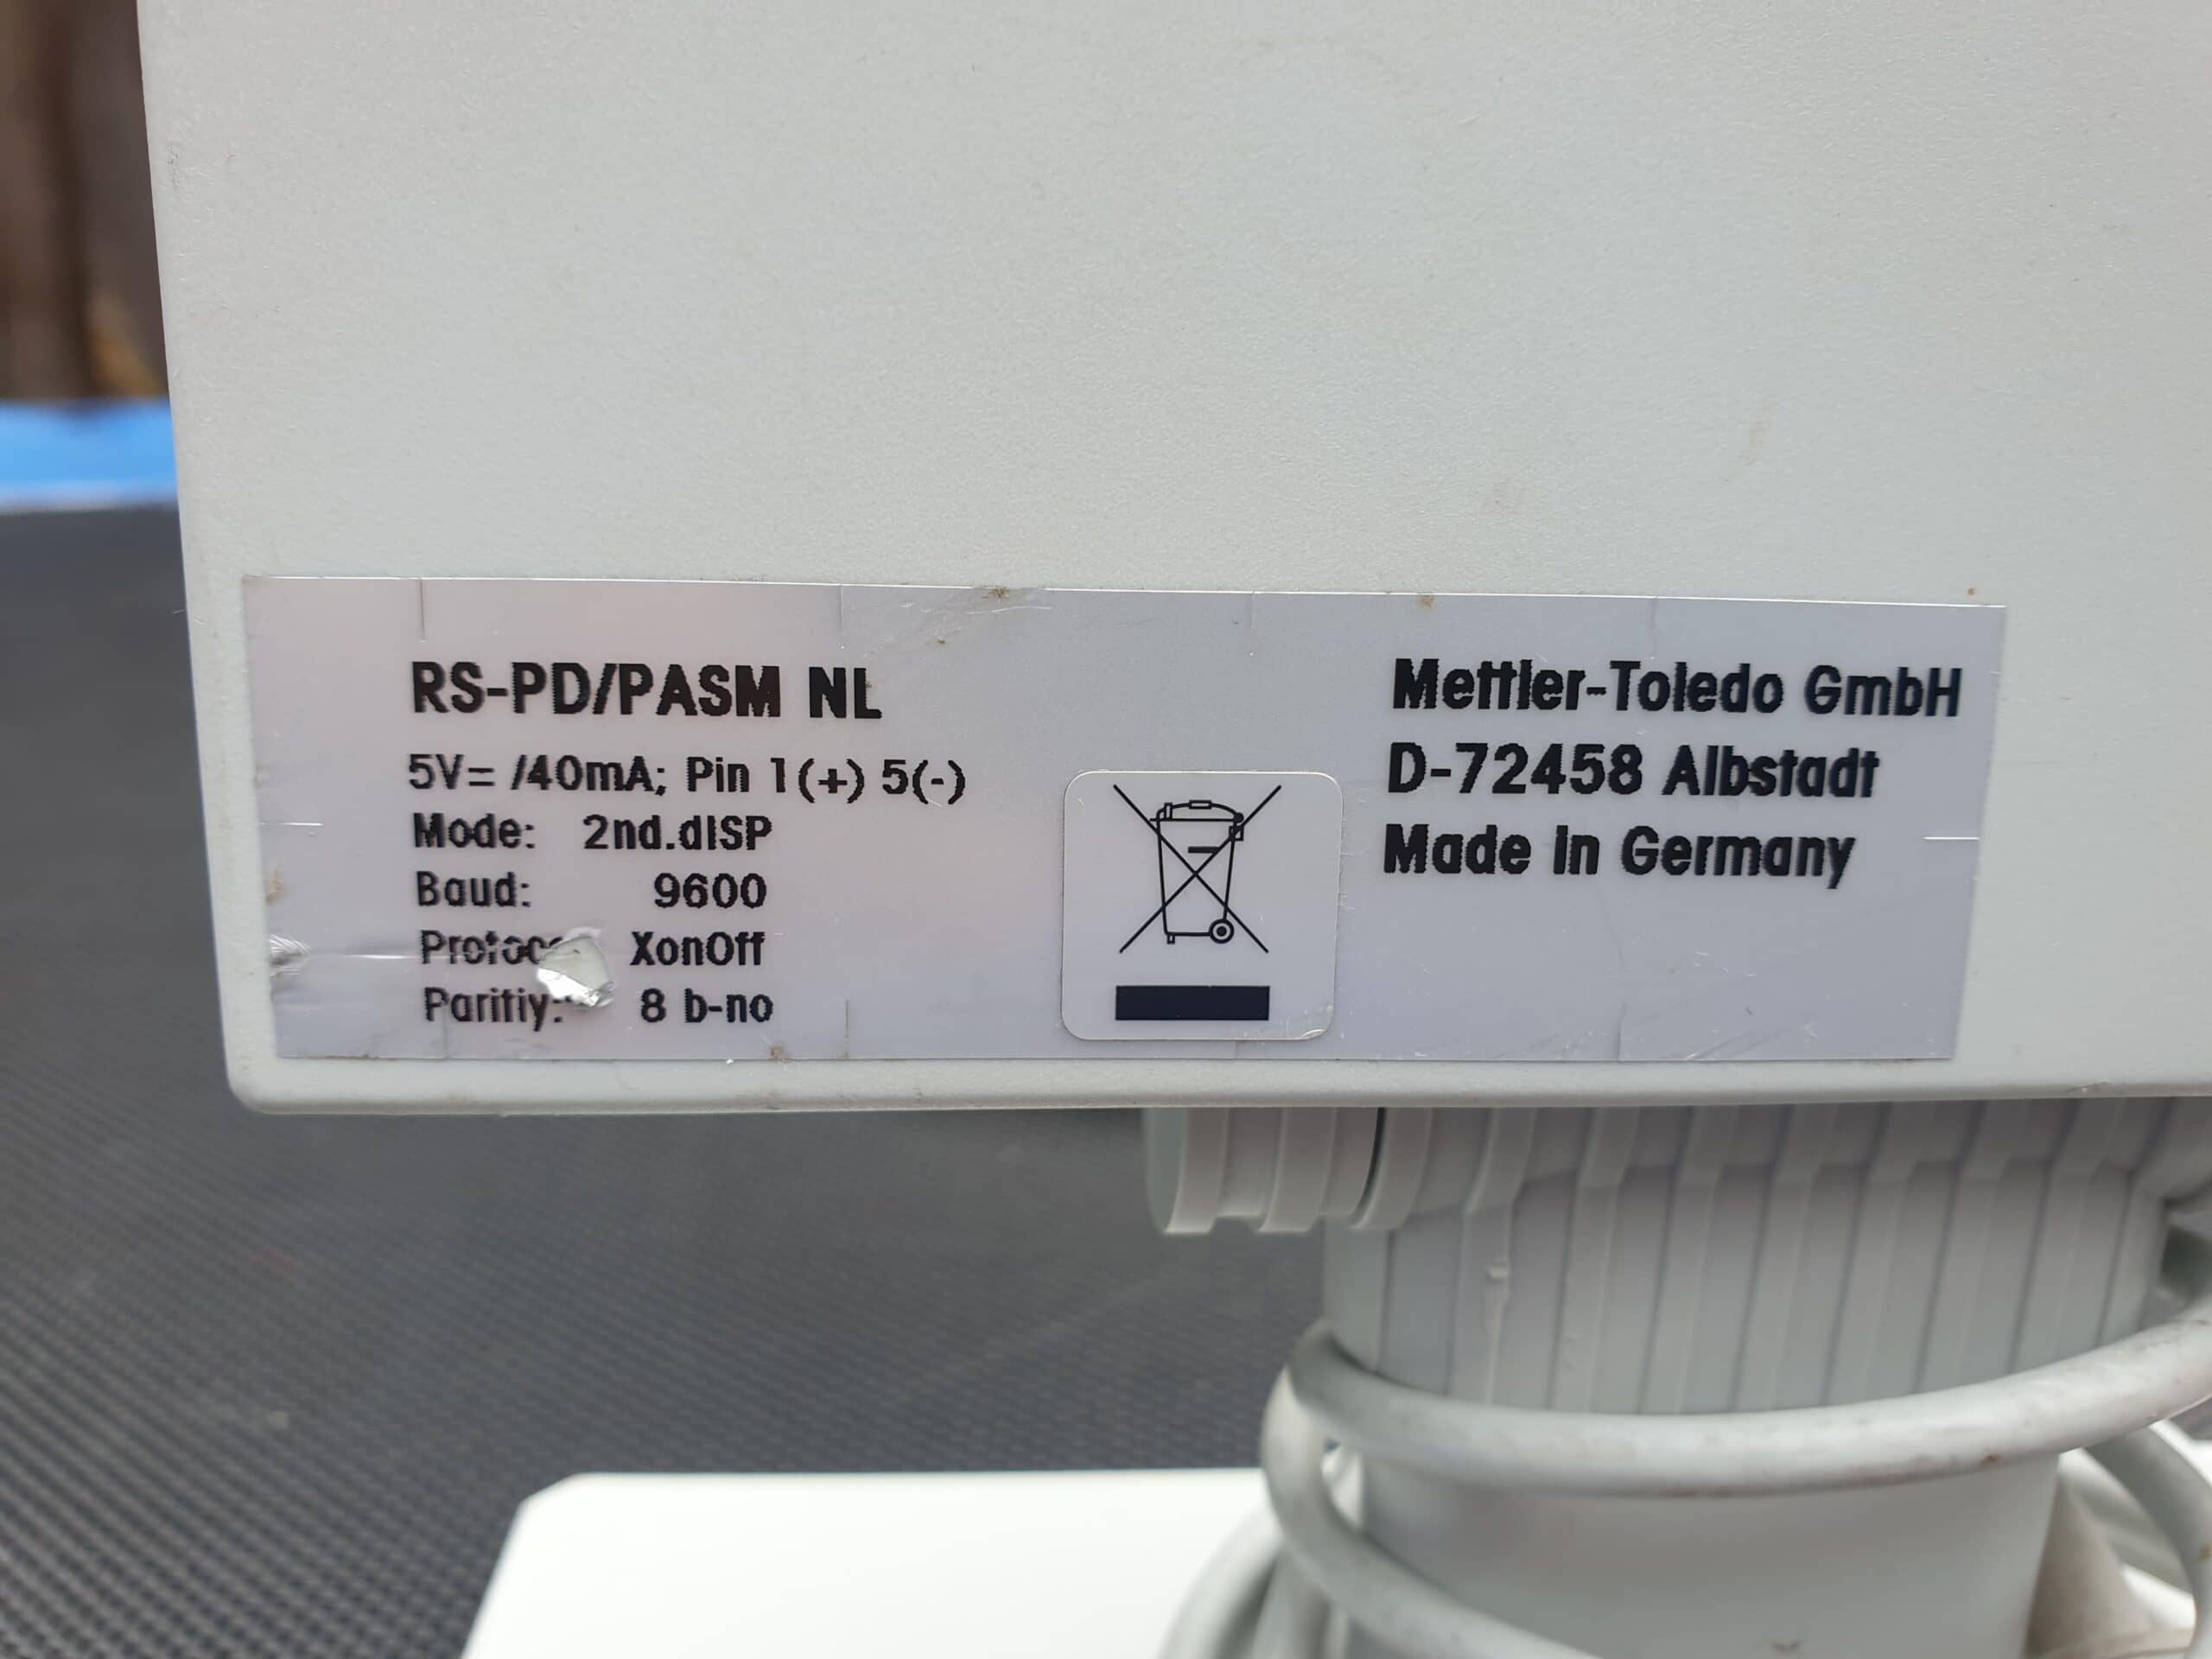 RS-PD/PASM NL
5V= /40mA; Pin 1(+) 5(-)
Mode: 2nd.dISP
Baud: 9600
XonOff
Paritiy: 8 b-no
Mettler-Toledo GmbH
D-72458 Albstadt
Made in Germany